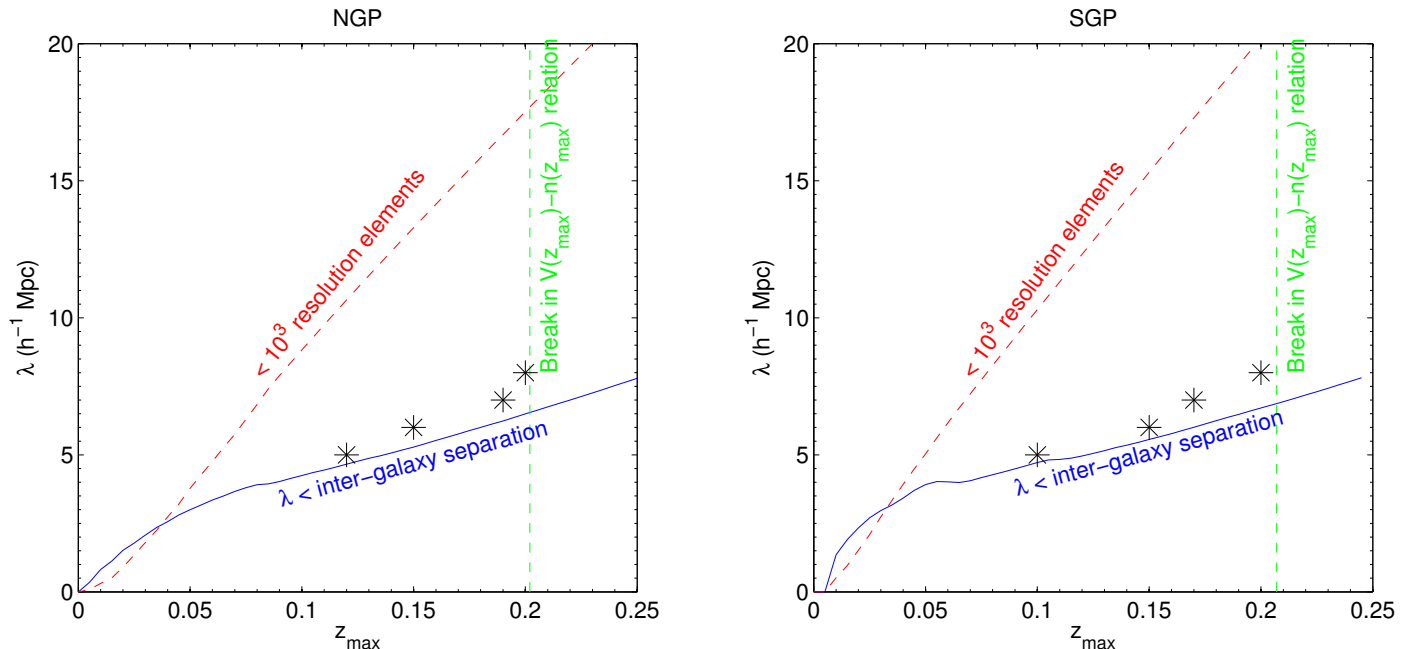 NGP
20
15
10
5
0
λ (h⁻¹ Mpc)
< 10³ resolution elements
λ < inter−galaxy separation
Break in V(z_max)−n(z_max) relation
0 0.05 0.1 0.15 0.2 0.25
z_max
SGP
20
15
10
5
0
λ (h⁻¹ Mpc)
< 10³ resolution elements
λ < inter−galaxy separation
Break in V(z_max)−n(z_max) relation
0 0.05 0.1 0.15 0.2 0.25
z_max